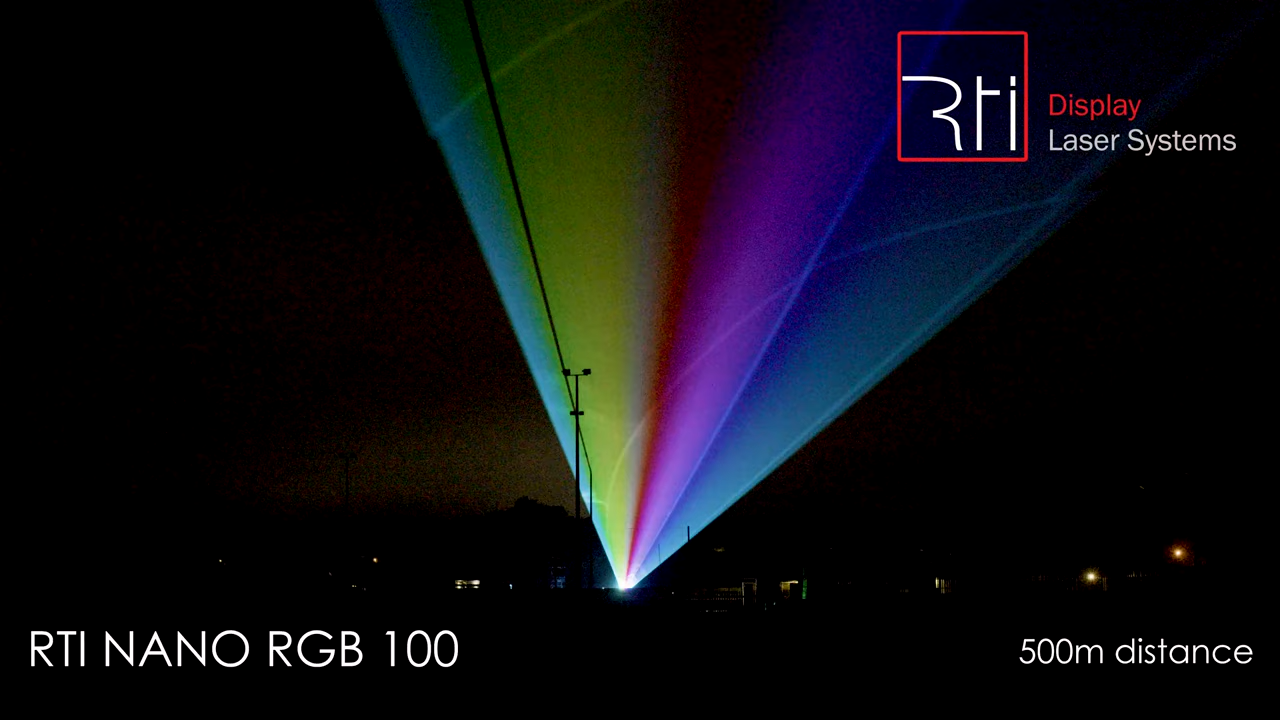 Rti
Display
Laser Systems
RTI NANO RGB 100
500m distance